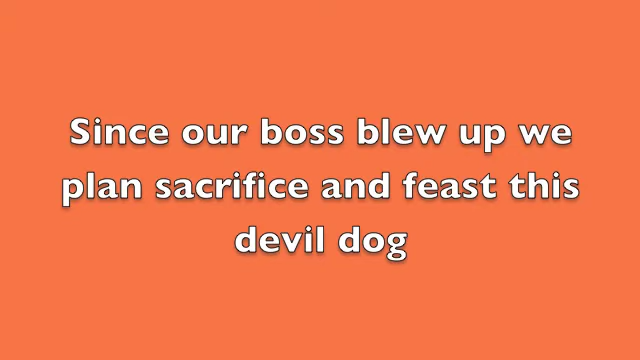 Since our boss blew up we
plan sacrifice and feast this
devil dog